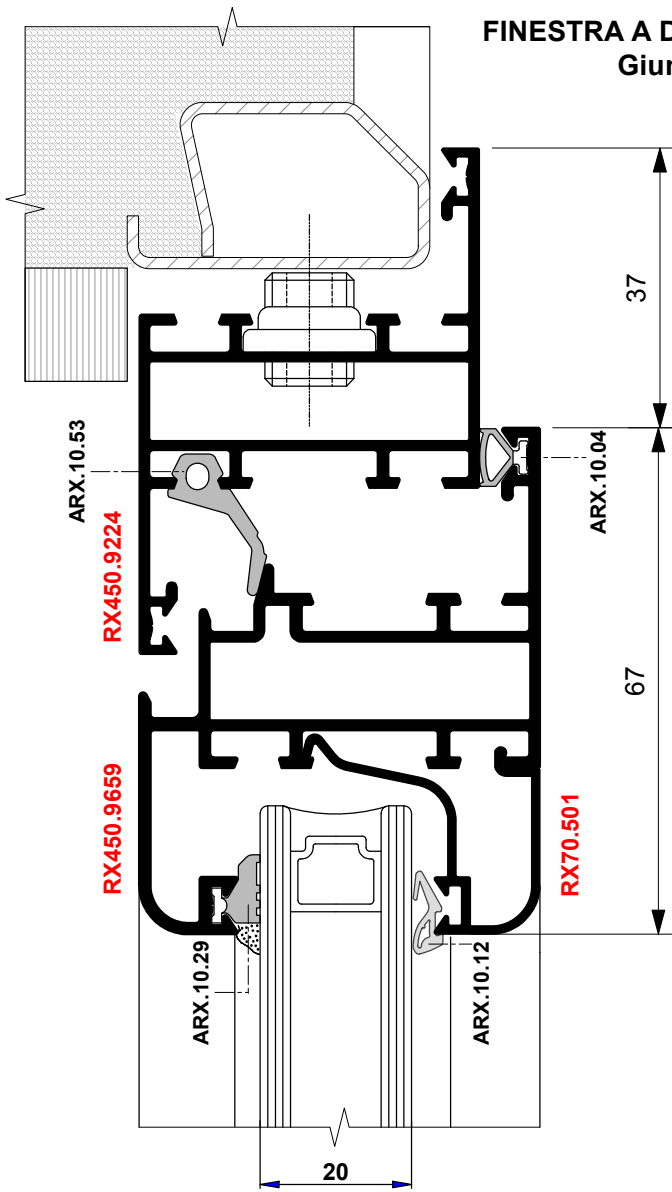 FINESTRA A D
Giun
37
ARX.10.53
ARX.10.04
RX450.9224
67
RX450.9659
RX70.501
ARX.10.29
ARX.10.12
20